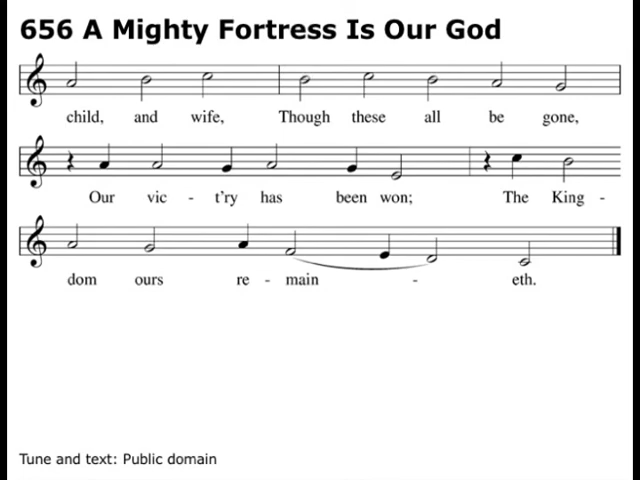 656 A Mighty Fortress Is Our God
child, and wife, Though these all be gone,
Our vic - t'ry has been won; The King -
dom ours re - main - eth.
Tune and text: Public domain